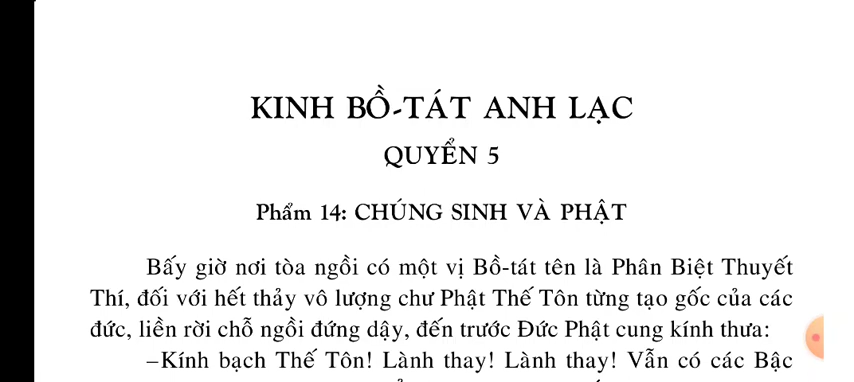 KINH BỒ-TÁT ANH LẠC
QUYỂN 5
Phẩm 14: CHÚNG SINH VÀ PHẬT
Bấy giờ nơi tòa ngồi có một vị Bồ-tát tên là Phân Biệt Thuyết
Thí, đối với hết thảy vô lượng chư Phật Thế Tôn từng tạo gốc của các
đức, liền rời chỗ ngồi đứng dậy, đến trước Đức Phật cung kính thưa:
–Kính bạch Thế Tôn! Lành thay! Lành thay! Vẫn có các Bậc